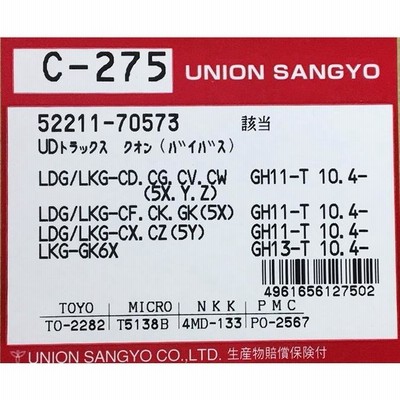 C-275 UNION SANGYO
52211-70573 該当
UDトラックス クオン(バイパス)
LDG/LKG-CD.CG.CV.CW GH11-T 10.4-
(5X.Y.Z)
LDG/LKG-CF.CK.GK(5X) GH11-T 10.4-
LDG/LKG-CX.CZ(5Y) GH11-T 10.4-
LKG-GK6X GH13-T 10.4-
4961656127502
TOYO MICRO NKK PMC
TO-2282 T5138B 4MD-133 PO-2567
UNION SANGYO CO.,LTD. 生産物賠償保険付